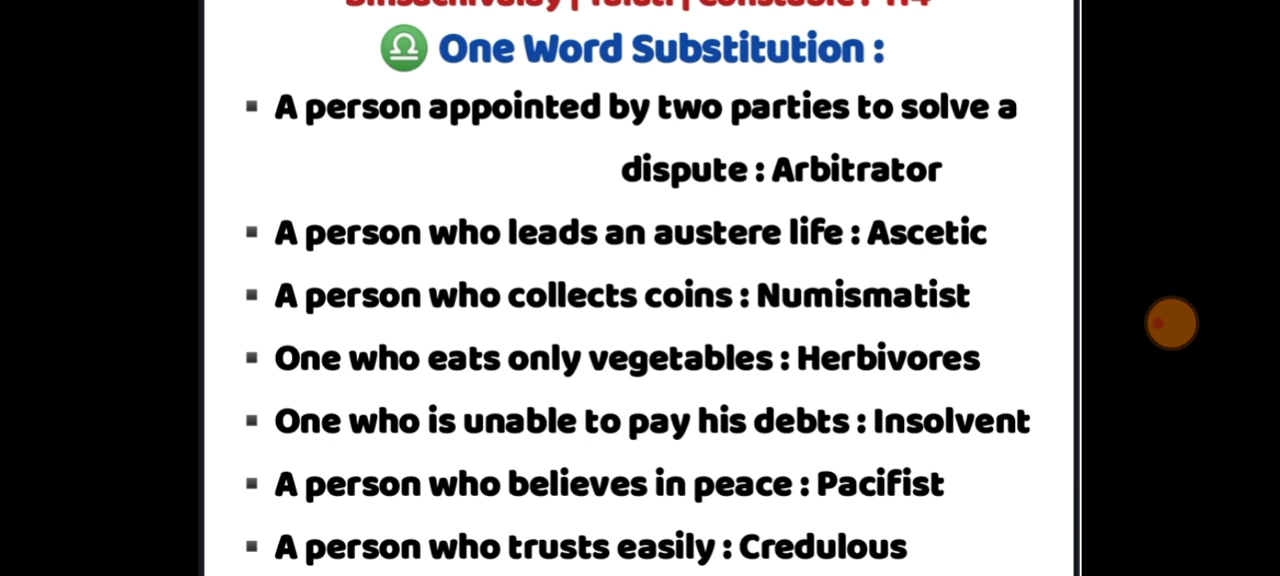 ♎ One Word Substitution :
▪ A person appointed by two parties to solve a
dispute : Arbitrator
▪ A person who leads an austere life : Ascetic
▪ A person who collects coins : Numismatist
▪ One who eats only vegetables : Herbivores
▪ One who is unable to pay his debts : Insolvent
▪ A person who believes in peace : Pacifist
▪ A person who trusts easily : Credulous